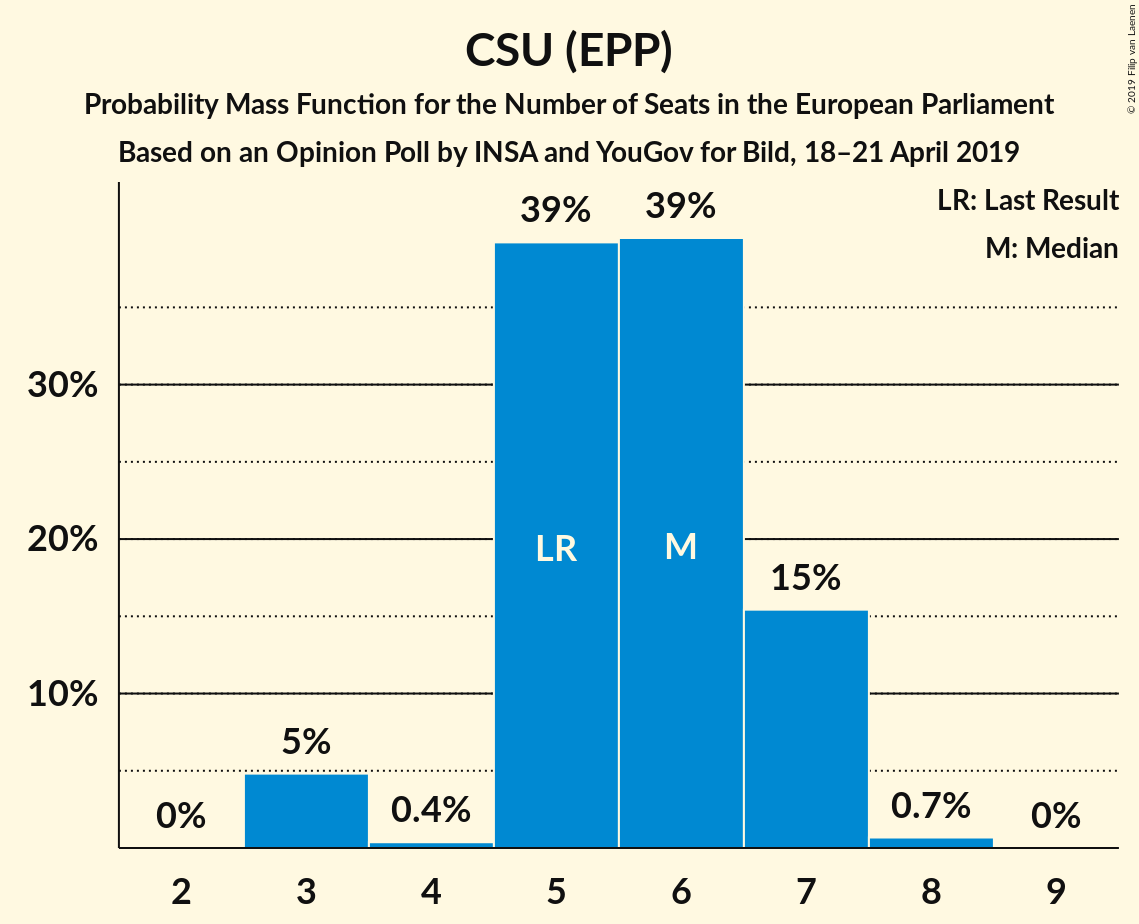 CSU (EPP)
Probability Mass Function for the Number of Seats in the European Parliament
Based on an Opinion Poll by INSA and YouGov for Bild, 18–21 April 2019
© 2019 Filip van Laenen
LR: Last Result
M: Median
39%
39%
30%
20%
LR
M
15%
10%
5%
0%
0.4%
0.7%
0%
2 3 4 5 6 7 8 9